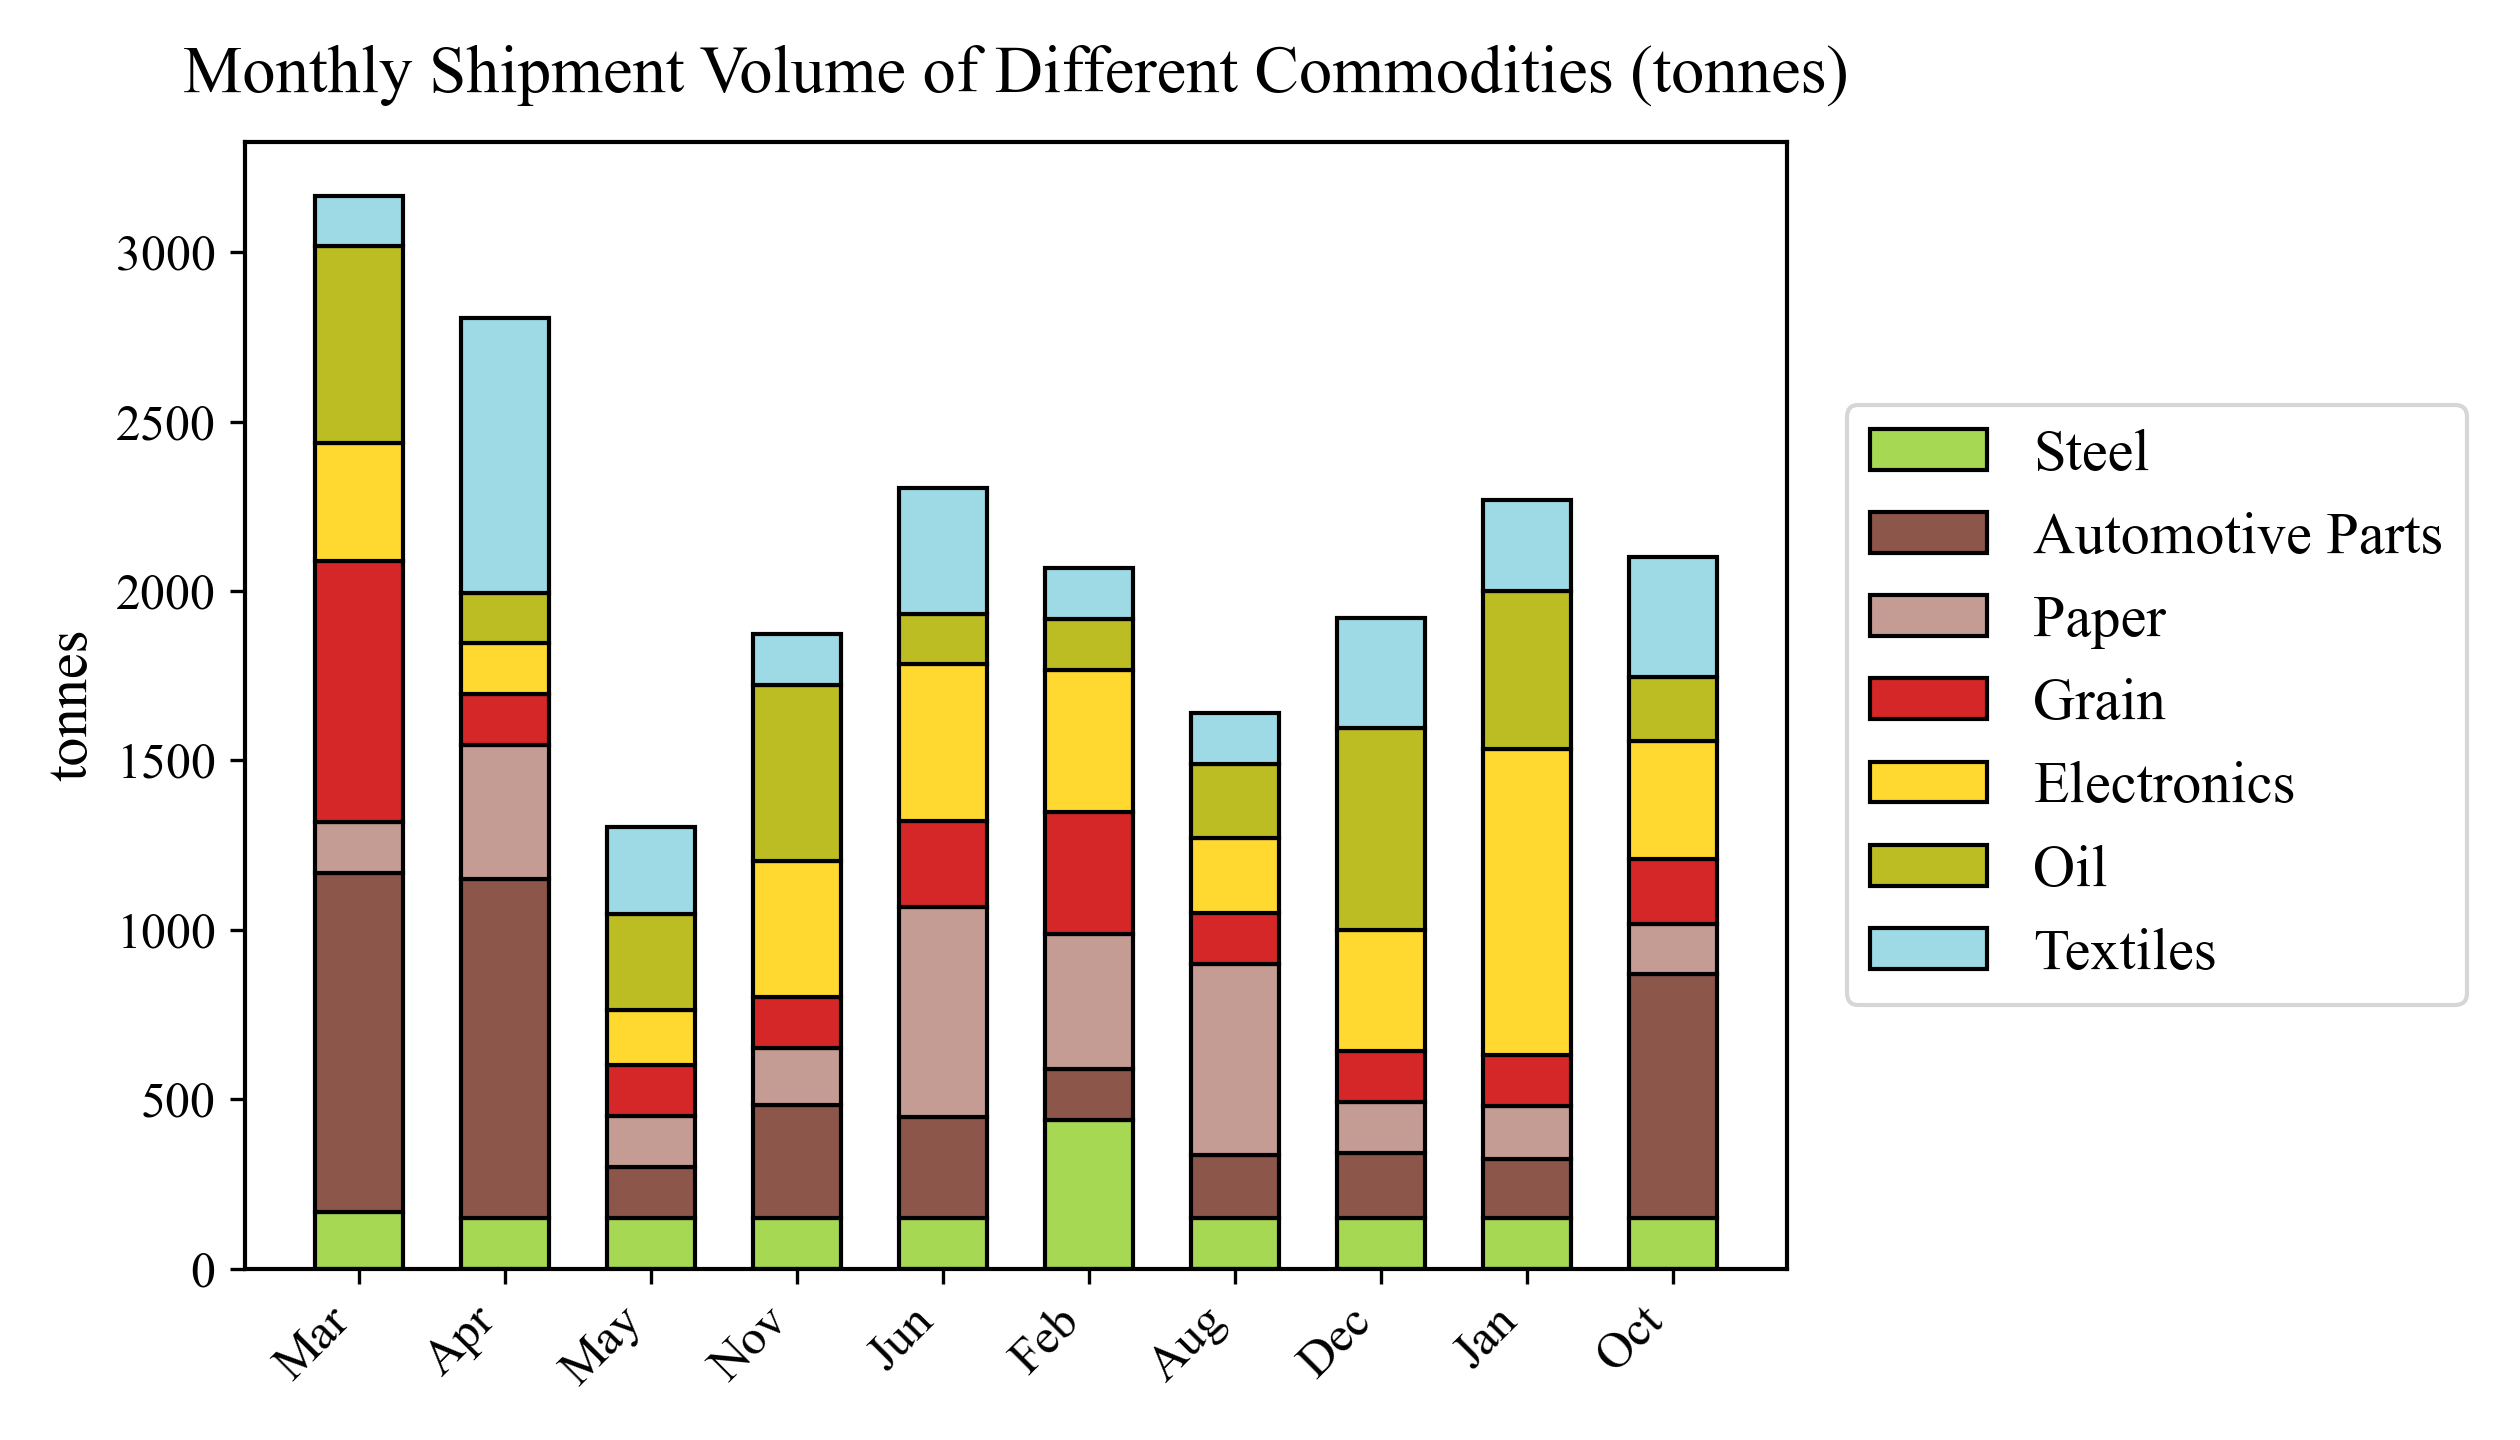 Monthly Shipment Volume of Different Commodities (tonnes)
tonnes
3000
2500
2000
1500
1000
500
0
Mar
Apr
May
Nov
Jun
Feb
Aug
Dec
Jan
Oct
Steel
Automotive Parts
Paper
Grain
Electronics
Oil
Textiles